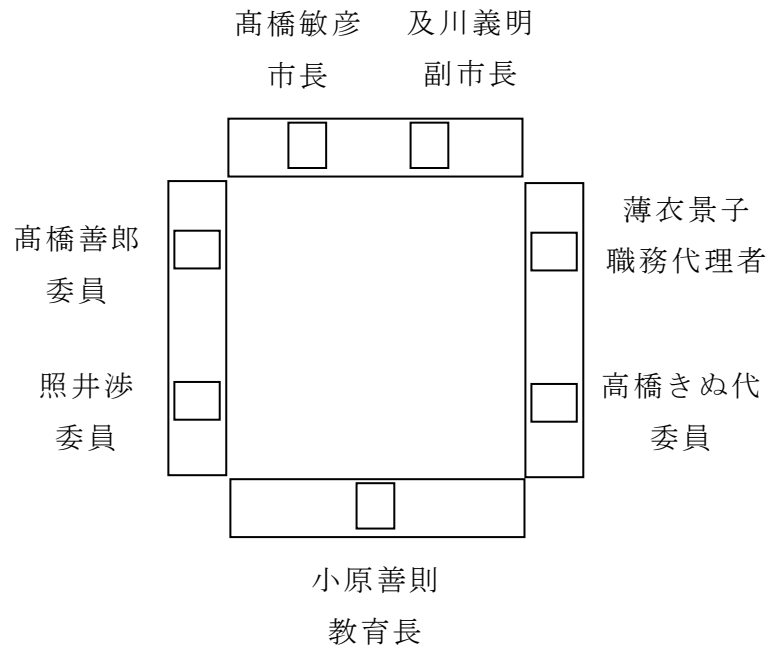 髙橋敏彦
市長
及川義明
副市長
髙橋善郎
委員
薄衣景子
職務代理者
照井渉
委員
高橋きぬ代
委員
小原善則
教育長